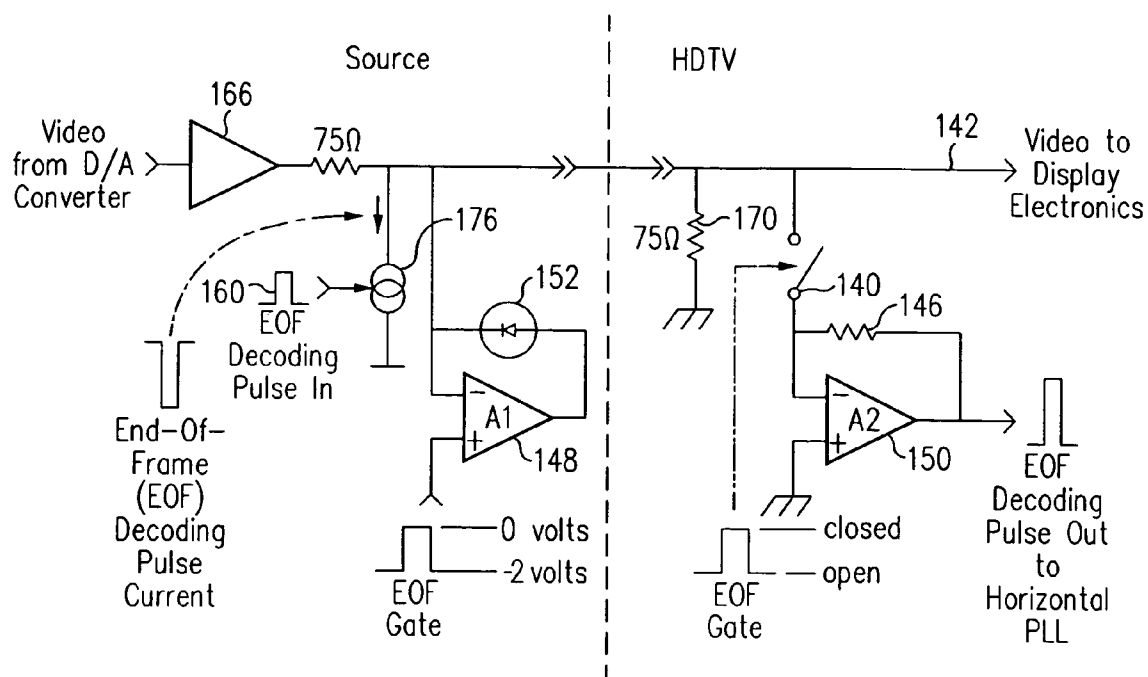 Source
HDTV
166
Video
from D/A
Converter
75Ω
142
Video to
Display
Electronics
176
170
75Ω
160
EOF
Decoding
Pulse In
152
140
146
A1
148
A2
150
End-Of-
Frame
(EOF)
Decoding
Pulse
Current
0 volts
-2 volts
EOF
Gate
closed
open
EOF
Gate
EOF
Decoding
Pulse Out
to
Horizontal
PLL